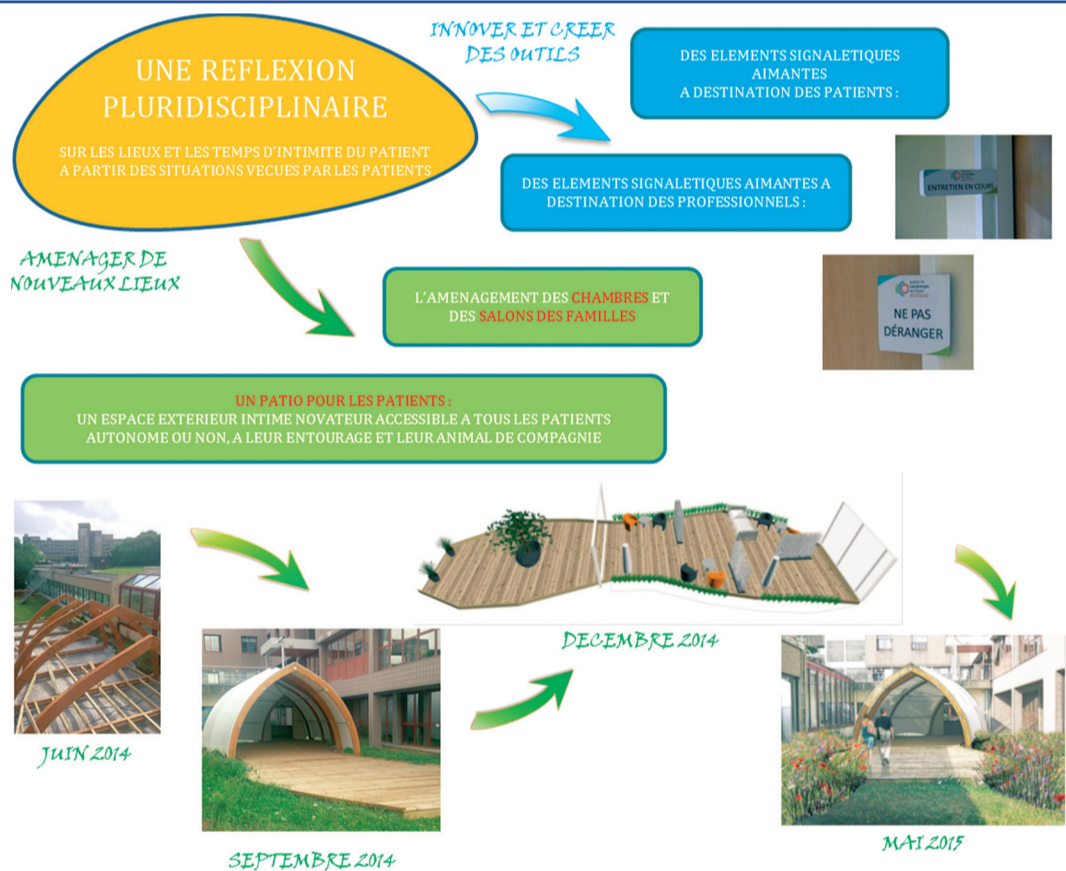 INNOVER ET CREER
DES OUTILS
UNE REFLEXION
PLURIDISCIPLINAIRE
SUR LES LIEUX ET LES TEMPS D'INTIMITE DU PATIENT
A PARTIR DES SITUATIONS VECUES PAR LES PATIENTS
DES ELEMENTS SIGNALETIQUES
AIMANTES
A DESTINATION DES PATIENTS :
DES ELEMENTS SIGNALETIQUES AIMANTES A
DESTINATION DES PROFESSIONNELS :
ENTRETIEN EN COURS
AMENAGER DE
NOUVEAUX LIEUX
L'AMENAGEMENT DES CHAMBRES ET
DES SALONS DES FAMILLES
NE PAS
DÉRANGER
UN PATIO POUR LES PATIENTS :
UN ESPACE EXTERIEUR INTIME NOVATEUR ACCESSIBLE A TOUS LES PATIENTS
AUTONOME OU NON, A LEUR ENTOURAGE ET LEUR ANIMAL DE COMPAGNIE
JUIN 2014
SEPTEMBRE 2014
DECEMBRE 2014
MAI 2015